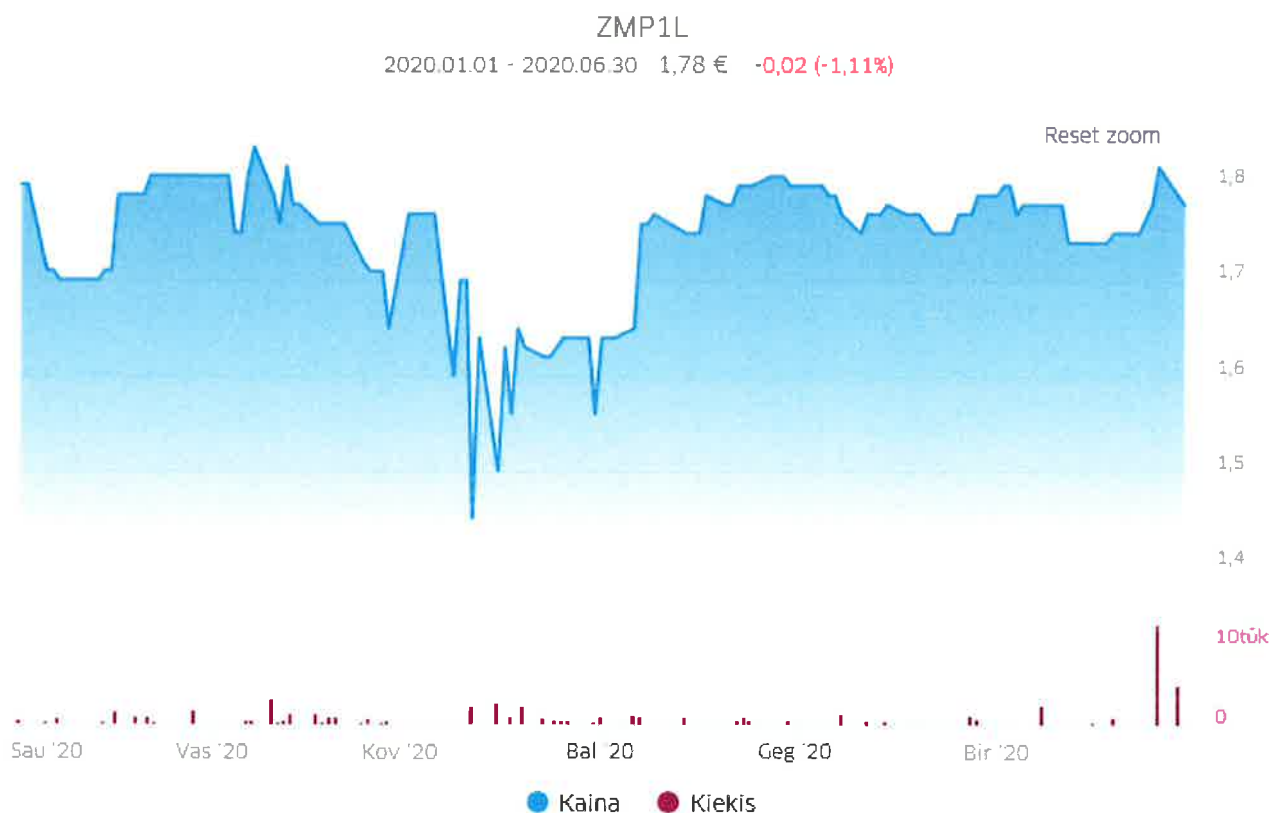 ZMP1L
2020.01.01 - 2020.06.30 1,78 € -0,02 (-1,11%)
Reset zoom
1,8
1,7
1,6
1,5
1,4
10tūk
0
Sau '20 Vas '20 Kov '20 Bal '20 Geg '20 Bir '20
Kaina Kiekis